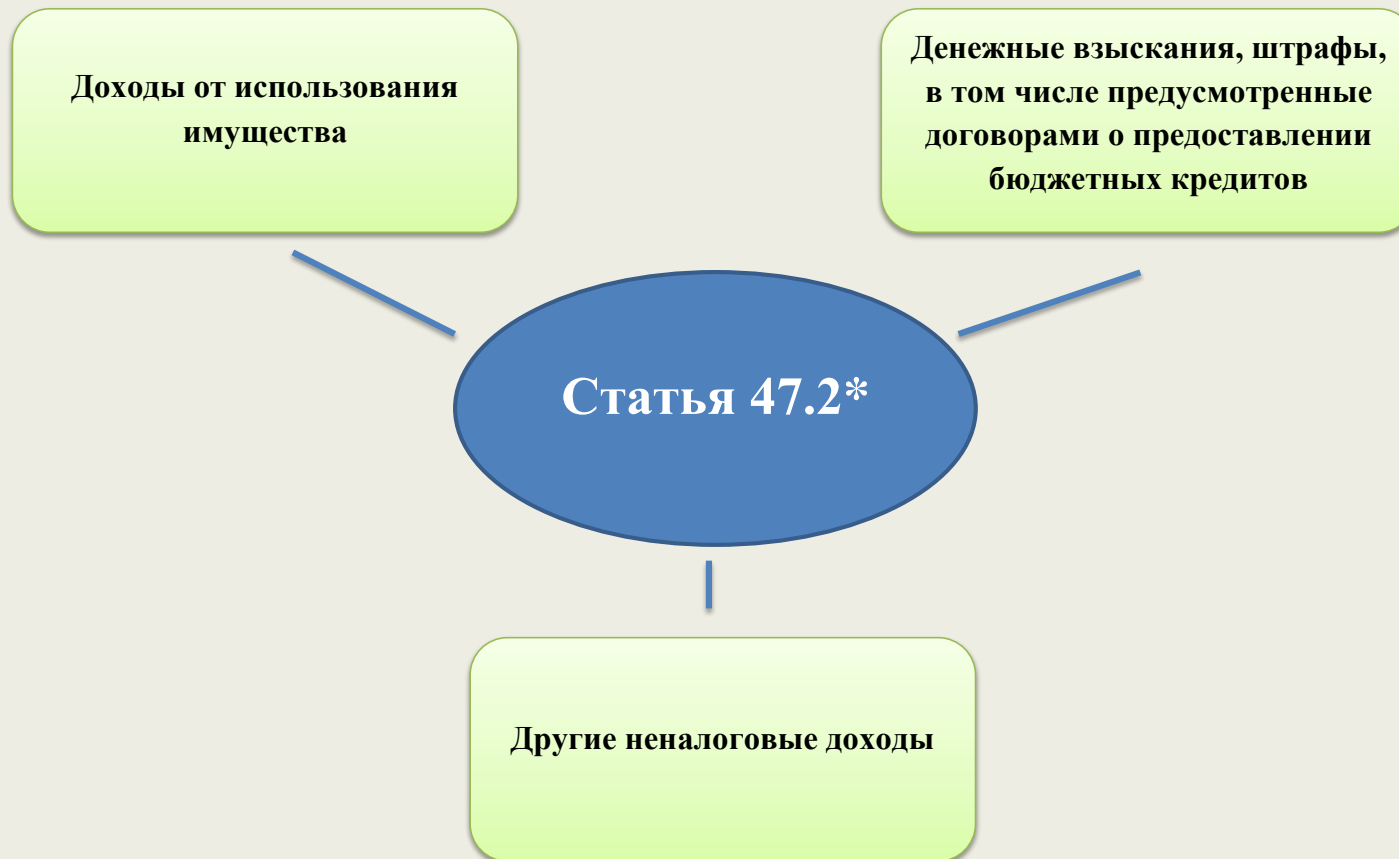 Доходы от использования
имущества
Денежные взыскания, штрафы,
в том числе предусмотренные
договорами о предоставлении
бюджетных кредитов
Статья 47.2*
Другие неналоговые доходы